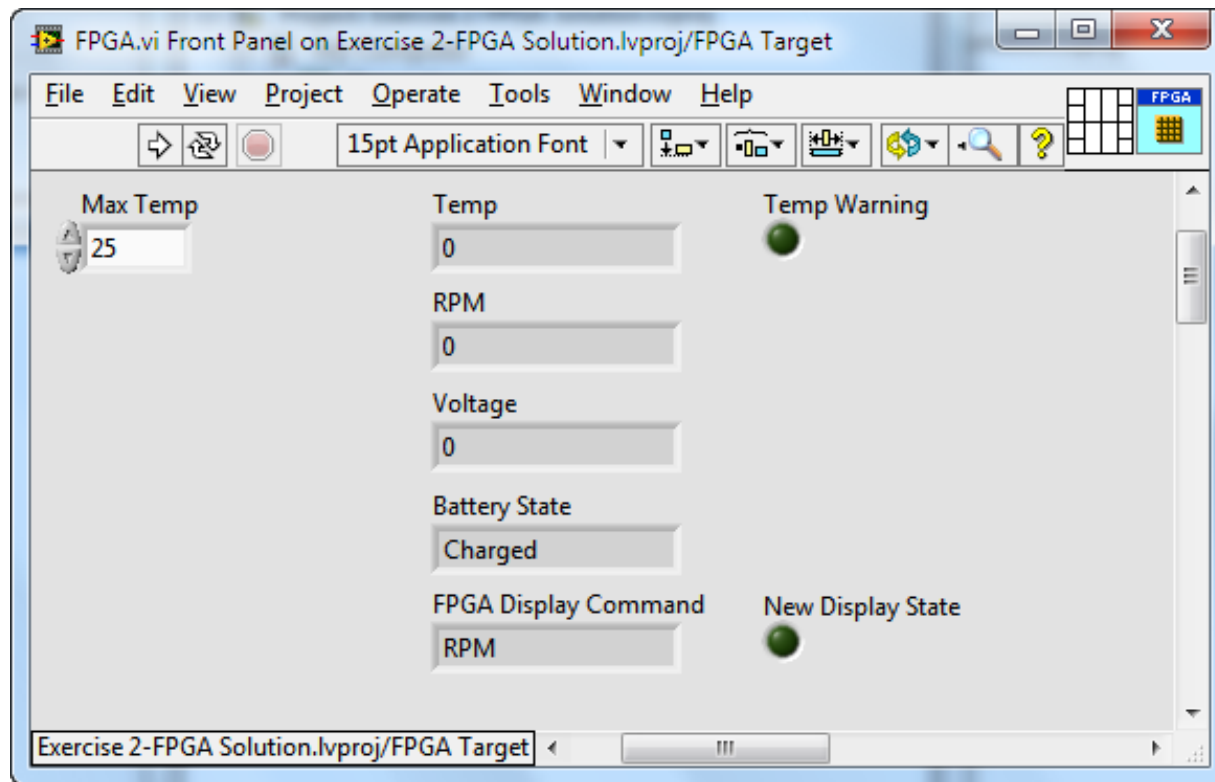 FPGA.vi Front Panel on Exercise 2-FPGA Solution.lvproj/FPGA Target
File Edit View Project Operate Tools Window Help
15pt Application Font
FPGA
Max Temp
25
Temp
0
Temp Warning
RPM
0
Voltage
0
Battery State
Charged
FPGA Display Command
RPM
New Display State
Exercise 2-FPGA Solution.lvproj/FPGA Target